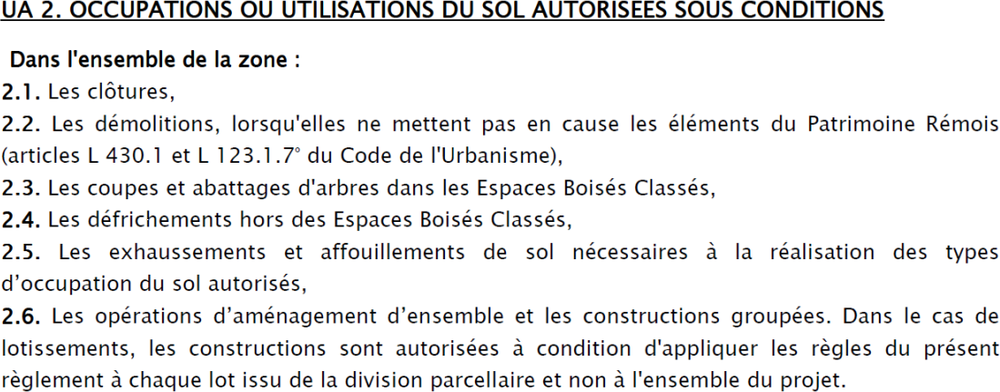 UA 2. OCCUPATIONS OU UTILISATIONS DU SOL AUTORISEES SOUS CONDITIONS
Dans l'ensemble de la zone :
2.1. Les clôtures,
2.2. Les démolitions, lorsqu'elles ne mettent pas en cause les éléments du Patrimoine Rémois
(articles L 430.1 et L 123.1.7° du Code de l'Urbanisme),
2.3. Les coupes et abattages d'arbres dans les Espaces Boisés Classés,
2.4. Les défrichements hors des Espaces Boisés Classés,
2.5. Les exhaussements et affouillements de sol nécessaires à la réalisation des types
d’occupation du sol autorisés,
2.6. Les opérations d’aménagement d’ensemble et les constructions groupées. Dans le cas de
lotissements, les constructions sont autorisées à condition d'appliquer les règles du présent
règlement à chaque lot issu de la division parcellaire et non à l'ensemble du projet.